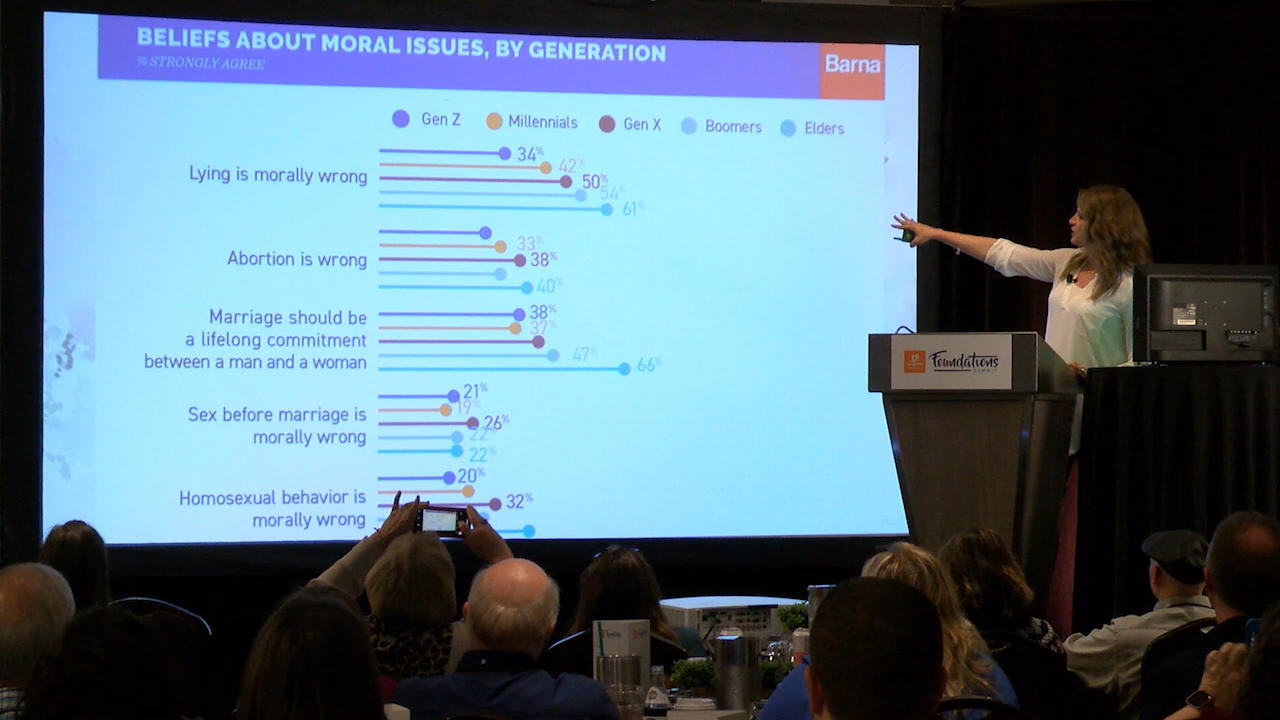 BELIEFS ABOUT MORAL ISSUES, BY GENERATION
% STRONGLY AGREE
Barna
Gen Z Millennials Gen X Boomers Elders
Lying is morally wrong
34%
42%
50%
54%
61%
Abortion is wrong
33%
38%
40%
Marriage should be
a lifelong commitment
between a man and a woman
38%
37%
47%
66%
Sex before marriage is
morally wrong
21%
19%
26%
22%
22%
Homosexual behavior is
morally wrong
20%
32%
Foundations
SUMMIT